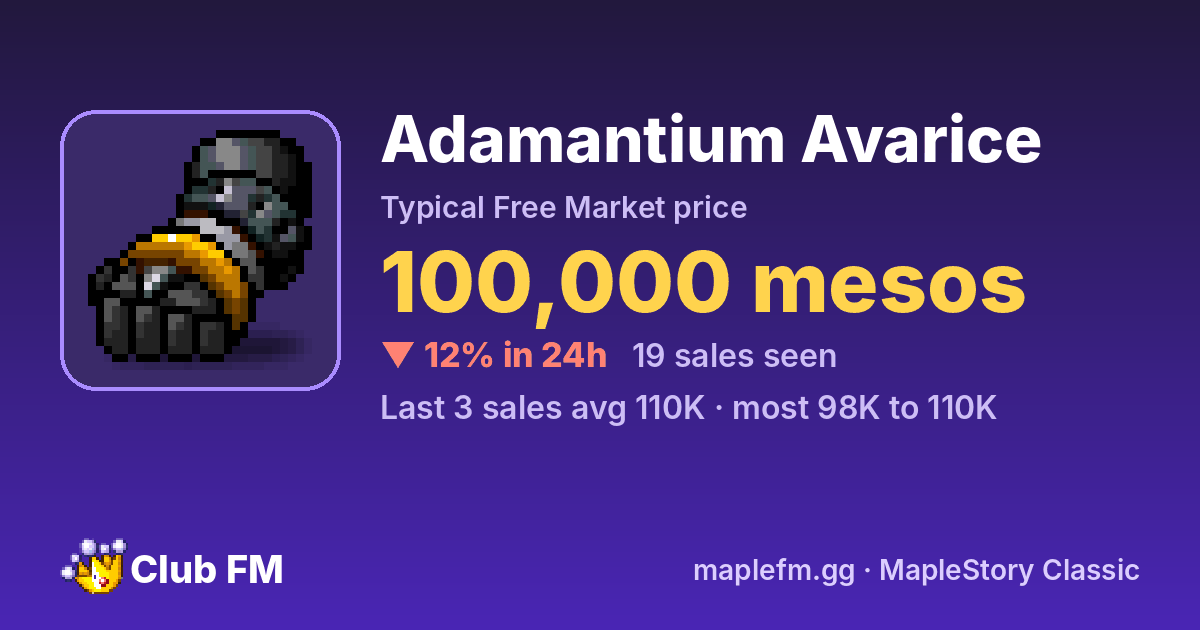 Adamantium Avarice
Typical Free Market price
100,000 mesos
▼ 12% in 24h 19 sales seen
Last 3 sales avg 110K · most 98K to 110K
Club FM
maplefm.gg · MapleStory Classic